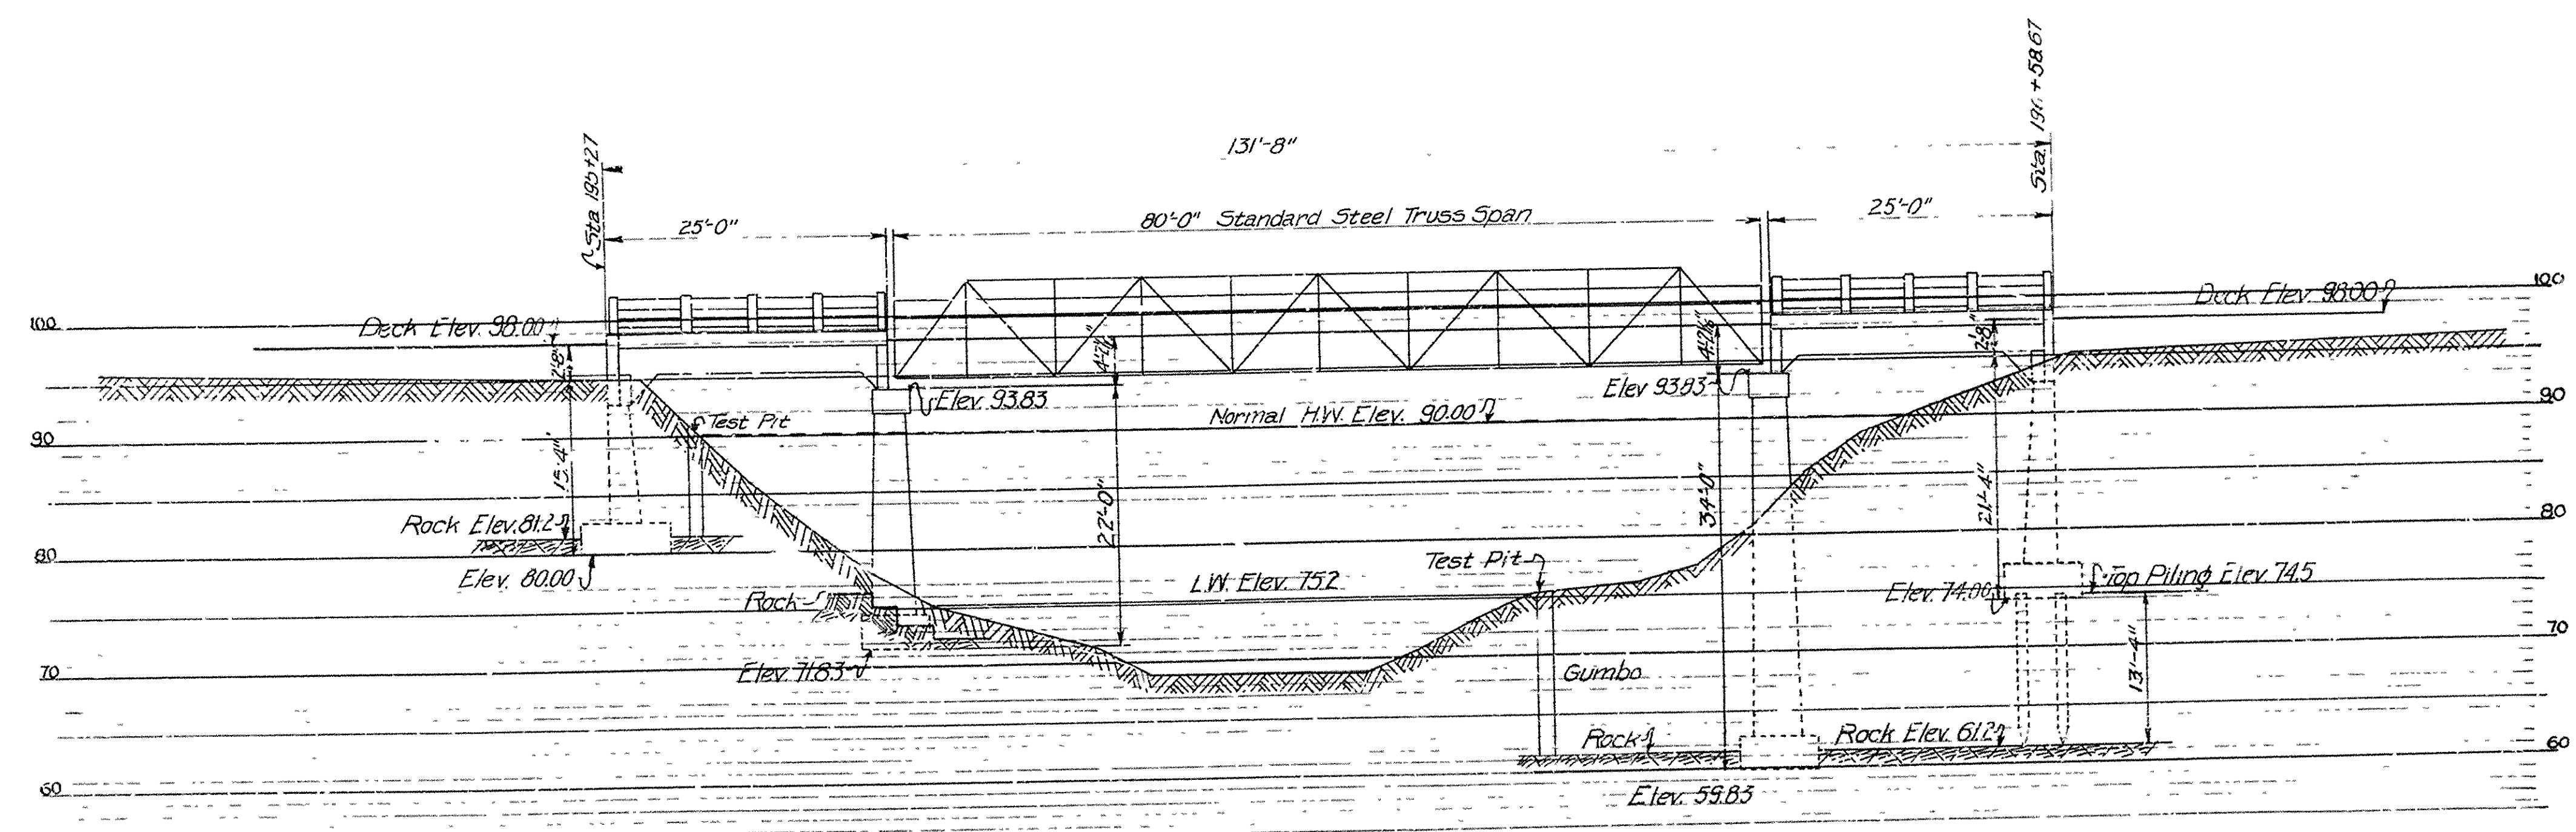 131'-8"
Sta 195+27
Sta. 196+58.67
25'-0"
80'-0" Standard Steel Truss Span
25'-0"
100
Deck Elev. 98.00
Deck Elev. 98.00
100
2'-8"
4'-2⅛"
4'-2⅛"
2'-8"
Elev. 93.83
Elev 93.83
Normal H.W. Elev. 90.00
90
Test Pit
90
15'-4"
22'-0"
34'-0"
21'-4"
Rock Elev. 81.2
80
80
Elev. 80.00
Test Pit
L.W. Elev. 75.2
Top Piling Elev. 74.5
Rock
Elev. 74.00
70
Elev. 71.83
70
Gumbo
13'-4"
Rock
Rock Elev. 61.2
60
60
Elev. 59.83